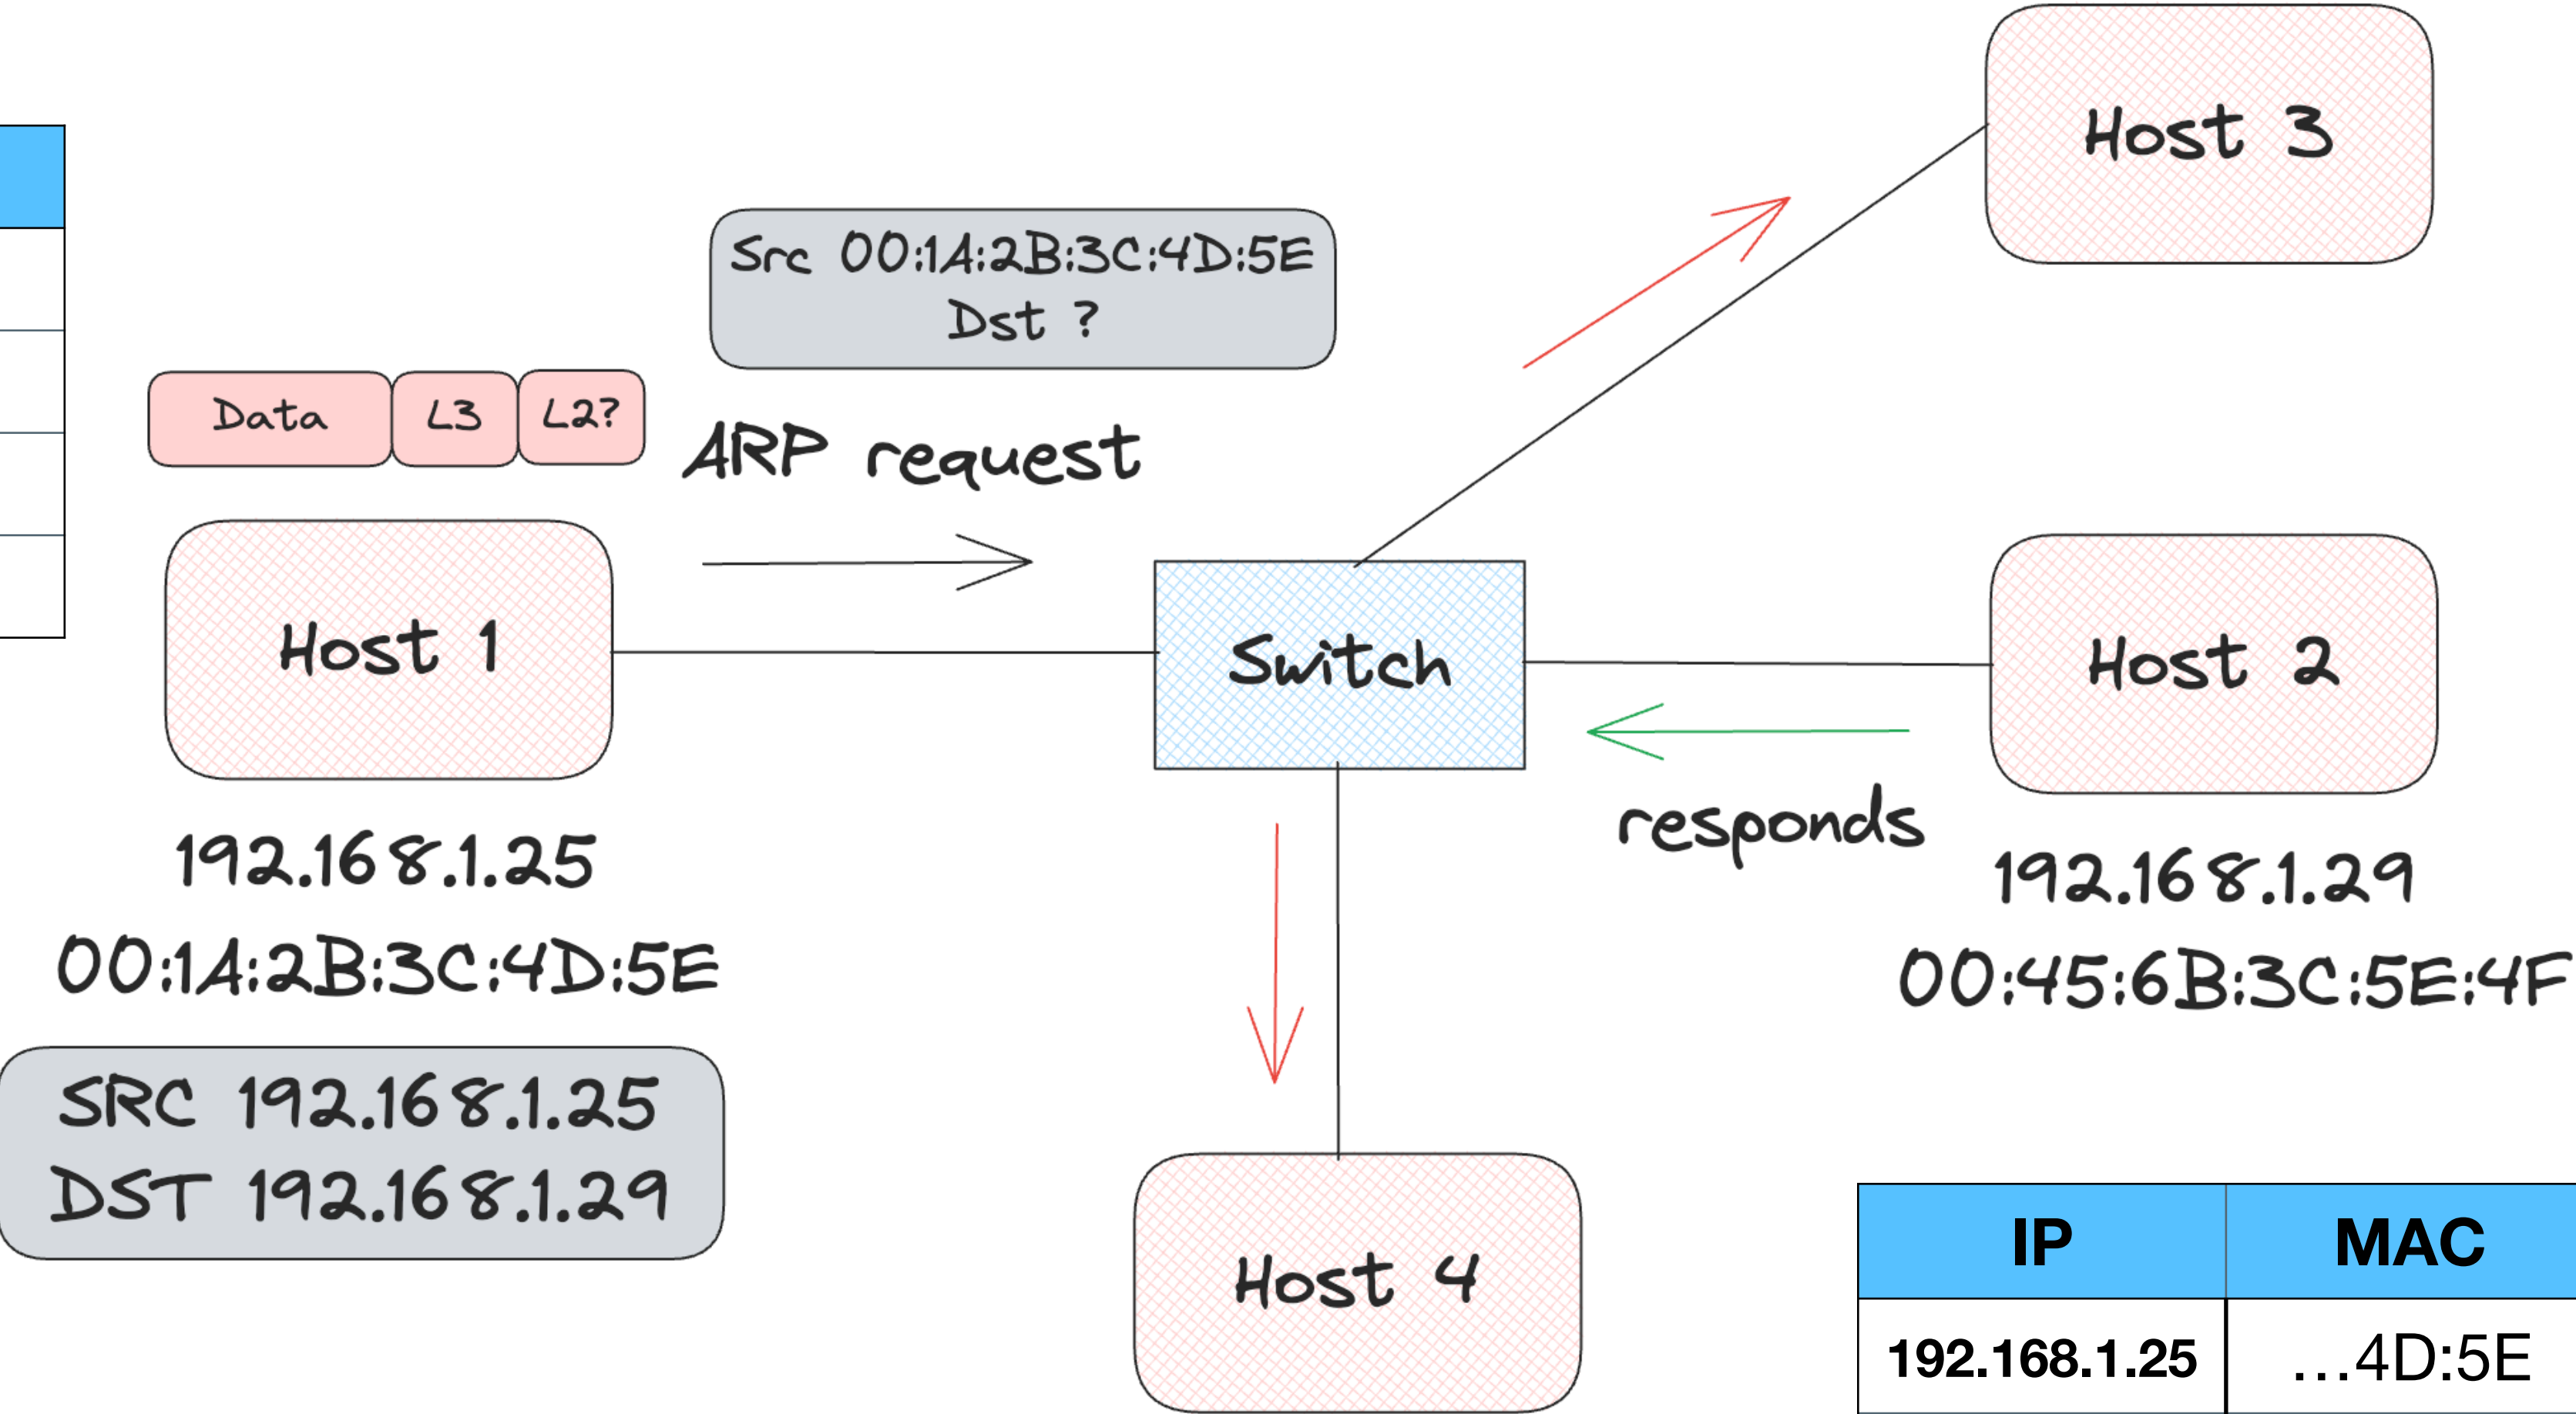 Host 3
Src 00:1A:2B:3C:4D:5E
Dst ?
Data L3 L2?
ARP request
Host 1
Switch
Host 2
responds
192.168.1.25
00:1A:2B:3C:4D:5E
192.168.1.29
00:45:6B:3C:5E:4F
SRC 192.168.1.25
DST 192.168.1.29
Host 4
IP MAC
192.168.1.25 ...4D:5E